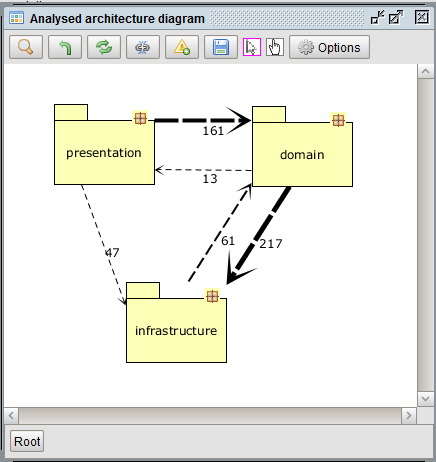 Analysed architecture diagram
Options
161
presentation
domain
13
47
61
217
infrastructure
Root